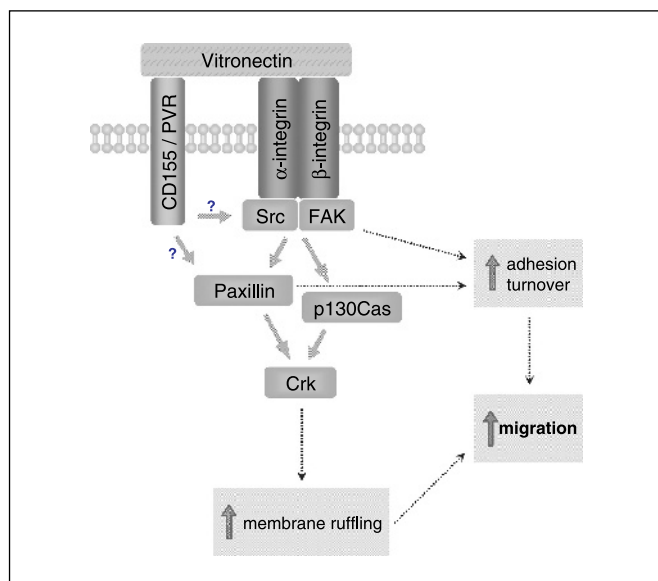 Vitronectin
CD155 / PVR
α-integrin
β-integrin
?
Src
FAK
?
Paxillin
p130Cas
adhesion
turnover
Crk
migration
membrane ruffling